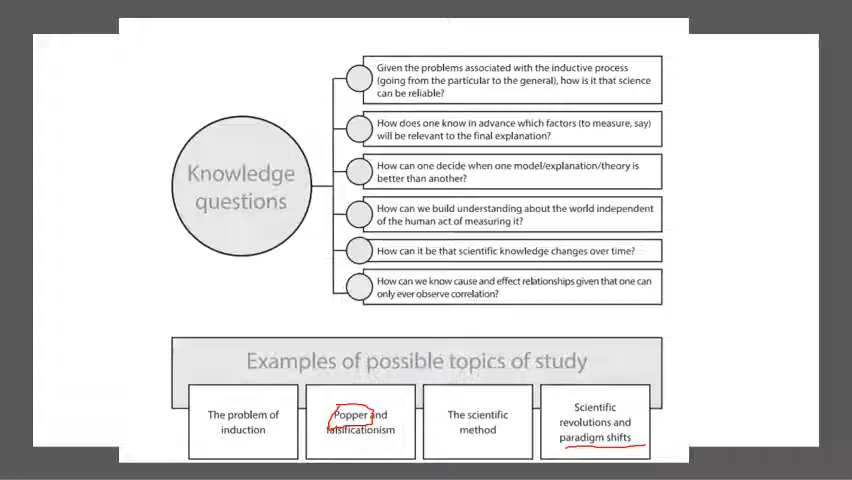 Knowledge
questions
Given the problems associated with the inductive process
(going from the particular to the general), how is it that science
can be reliable?
How does one know in advance which factors (to measure, say)
will be relevant to the final explanation?
How can one decide when one model/explanation/theory is
better than another?
How can we build understanding about the world independent
of the human act of measuring it?
How can it be that scientific knowledge changes over time?
How can we know cause and effect relationships given that one can
only ever observe correlation?
Examples of possible topics of study
The problem of
induction
Popper and
falsificationism
The scientific
method
Scientific
revolutions and
paradigm shifts